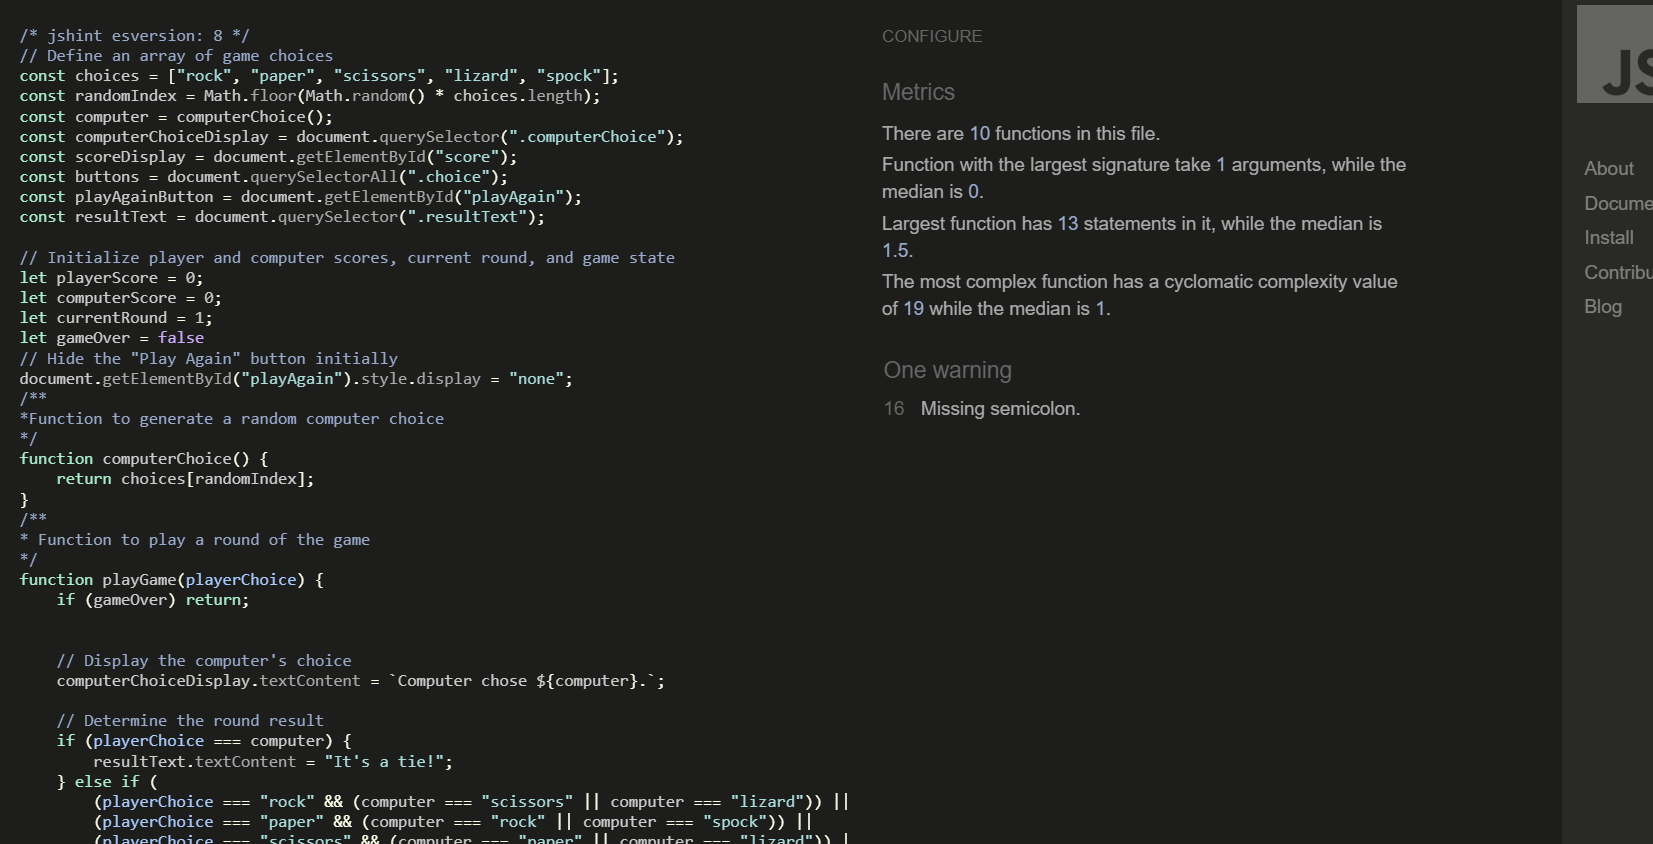 /* jshint esversion: 8 */
// Define an array of game choices
const choices = ["rock", "paper", "scissors", "lizard", "spock"];
const randomIndex = Math.floor(Math.random() * choices.length);
const computer = computerChoice();
const computerChoiceDisplay = document.querySelector(".computerChoice");
const scoreDisplay = document.getElementById("score");
const buttons = document.querySelectorAll(".choice");
const playAgainButton = document.getElementById("playAgain");
const resultText = document.querySelector(".resultText");
// Initialize player and computer scores, current round, and game state
let playerScore = 0;
let computerScore = 0;
let currentRound = 1;
let gameOver = false
// Hide the "Play Again" button initially
document.getElementById("playAgain").style.display = "none";
/**
*Function to generate a random computer choice
*/
function computerChoice() {
return choices[randomIndex];
}
/**
* Function to play a round of the game
*/
function playGame(playerChoice) {
if (gameOver) return;
// Display the computer's choice
computerChoiceDisplay.textContent = `Computer chose ${computer}.`;
// Determine the round result
if (playerChoice === computer) {
resultText.textContent = "It's a tie!";
} else if (
(playerChoice === "rock" && (computer === "scissors" || computer === "lizard")) ||
(playerChoice === "paper" && (computer === "rock" || computer === "spock")) ||
(playerChoice === "scissors" && (computer === "paper" || computer === "lizard")) |
CONFIGURE
Metrics
There are 10 functions in this file.
Function with the largest signature take 1 arguments, while the
median is 0.
Largest function has 13 statements in it, while the median is
1.5.
The most complex function has a cyclomatic complexity value
of 19 while the median is 1.
One warning
16 Missing semicolon.
JS
About
Docume
Install
Contribu
Blog